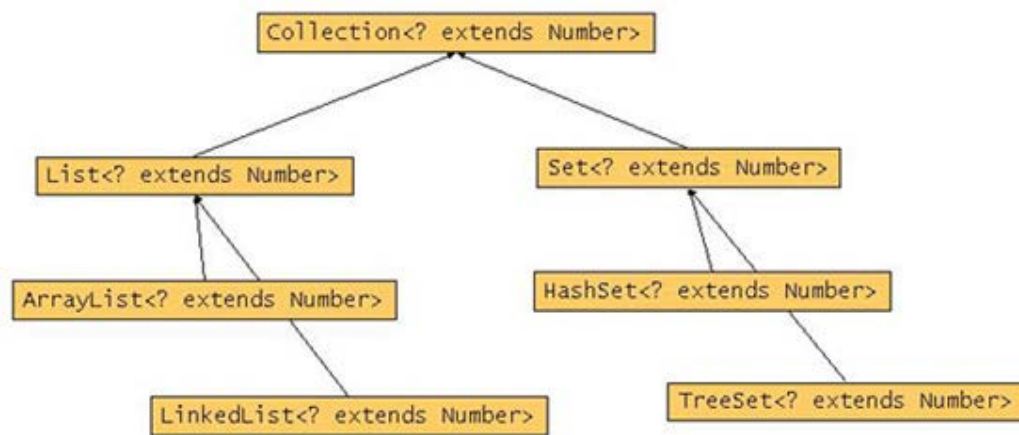 Collection<? extends Number>
List<? extends Number>
Set<? extends Number>
ArrayList<? extends Number>
HashSet<? extends Number>
LinkedList<? extends Number>
TreeSet<? extends Number>